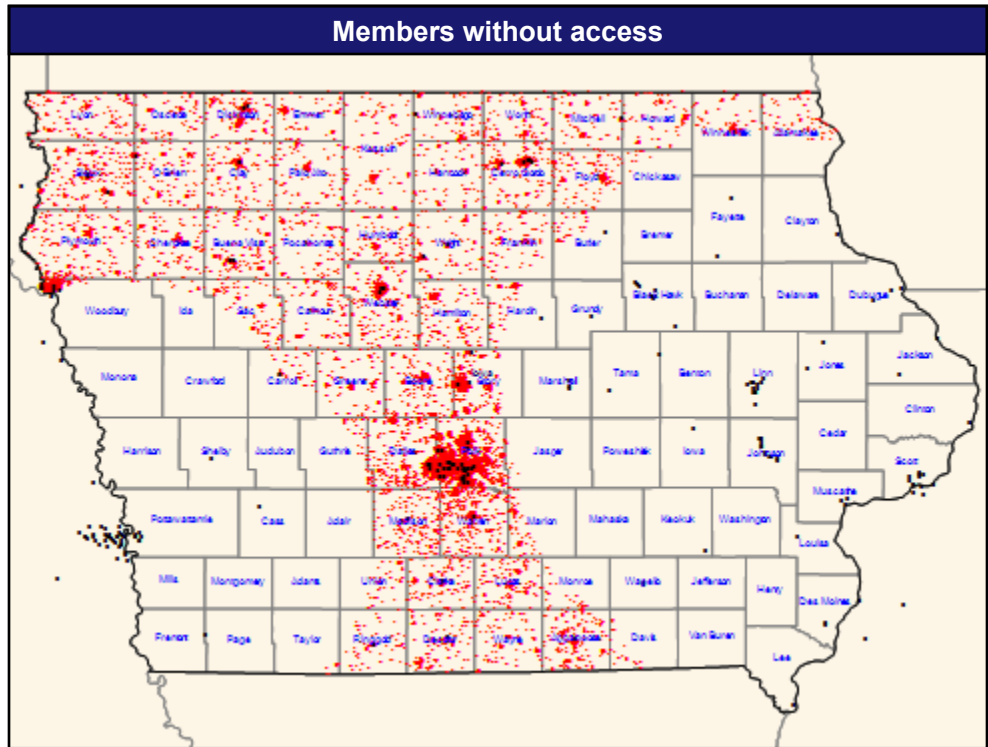 Members without access
Lyon Osceola Dickinson Emmet Winnebago Worth Mitchell Howard Winneshiek Allamakee
Sioux O'Brien Clay Palo Alto Kossuth Hancock Cerro Gordo Floyd Chickasaw
Fayette Clayton
Plymouth Cherokee Buena Vista Pocahontas Humboldt Wright Franklin Butler Bremer
Woodbury Ida Sac Calhoun Webster Hamilton Hardin Grundy Black Hawk Buchanan Delaware Dubuque
Monona Crawford Carroll Greene Boone Story Marshall Tama Benton Linn Jones Jackson
Clinton
Harrison Shelby Audubon Guthrie Dallas Polk Jasper Poweshiek Iowa Johnson Cedar Scott
Muscatine
Cass Adair Madison Warren Marion Mahaska Keokuk Washington Louisa
Mills Montgomery Adams Union Clarke Lucas Monroe Wapello Jefferson Henry Des Moines
Fremont Page Taylor Ringgold Decatur Wayne Appanoose Davis Van Buren Lee